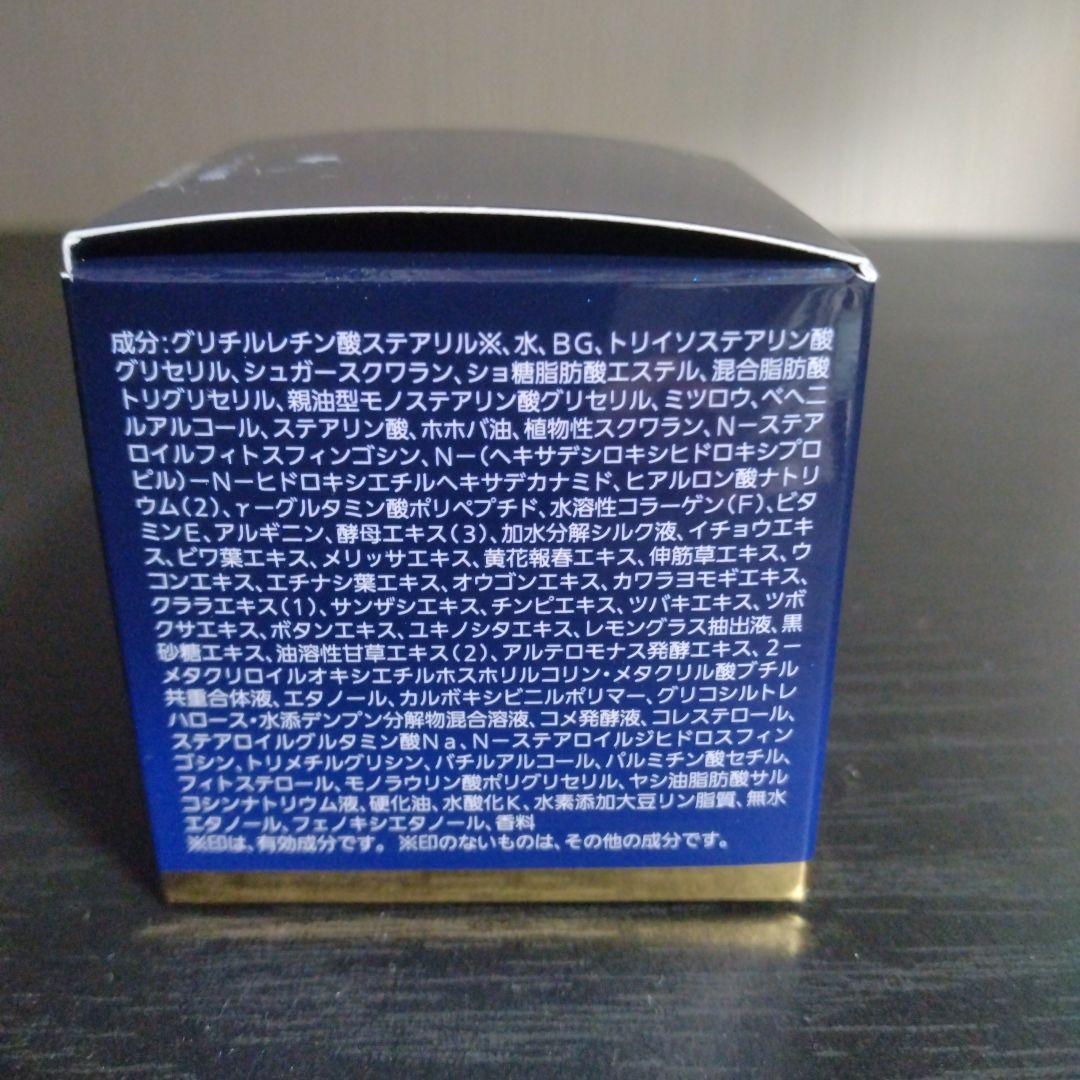 成分：グリチルレチン酸ステアリル※、水、ＢＧ、トリイソステアリン酸
グリセリル、シュガースクワラン、ショ糖脂肪酸エステル、混合脂肪酸
トリグリセリル、親油型モノステアリン酸グリセリル、ミツロウ、ベヘニ
ルアルコール、ステアリン酸、ホホバ油、植物性スクワラン、Ｎ－ステア
ロイルフィトスフィンゴシン、Ｎ－（ヘキサデシロキシヒドロキシプロ
ピル）－Ｎ－ヒドロキシエチルヘキサデカナミド、ヒアルロン酸ナトリ
ウム（２）、γ－グルタミン酸ポリペプチド、水溶性コラーゲン（Ｆ）、ビタ
ミンＥ、アルギニン、酵母エキス（３）、加水分解シルク液、イチョウエキ
ス、ビワ葉エキス、メリッサエキス、黄花報春エキス、伸筋草エキス、ウ
コンエキス、エチナシ葉エキス、オウゴンエキス、カワラヨモギエキス、
クララエキス（１）、サンザシエキス、チンピエキス、ツバキエキス、ツボ
クサエキス、ボタンエキス、ユキノシタエキス、レモングラス抽出液、黒
砂糖エキス、油溶性甘草エキス（２）、アルテロモナス発酵エキス、２－
メタクリロイルオキシエチルホスホリルコリン・メタクリル酸ブチル
共重合体液、エタノール、カルボキシビニルポリマー、グリコシルトレ
ハロース・水添デンプン分解物混合溶液、コメ発酵液、コレステロール、
ステアロイルグルタミン酸Ｎａ、Ｎ－ステアロイルジヒドロスフィン
ゴシン、トリメチルグリシン、バチルアルコール、パルミチン酸セチル、
フィトステロール、モノラウリン酸ポリグリセリル、ヤシ油脂肪酸サル
コシンナトリウム液、硬化油、水酸化Ｋ、水素添加大豆リン脂質、無水
エタノール、フェノキシエタノール、香料
※印は、有効成分です。 ※印のないものは、その他の成分です。